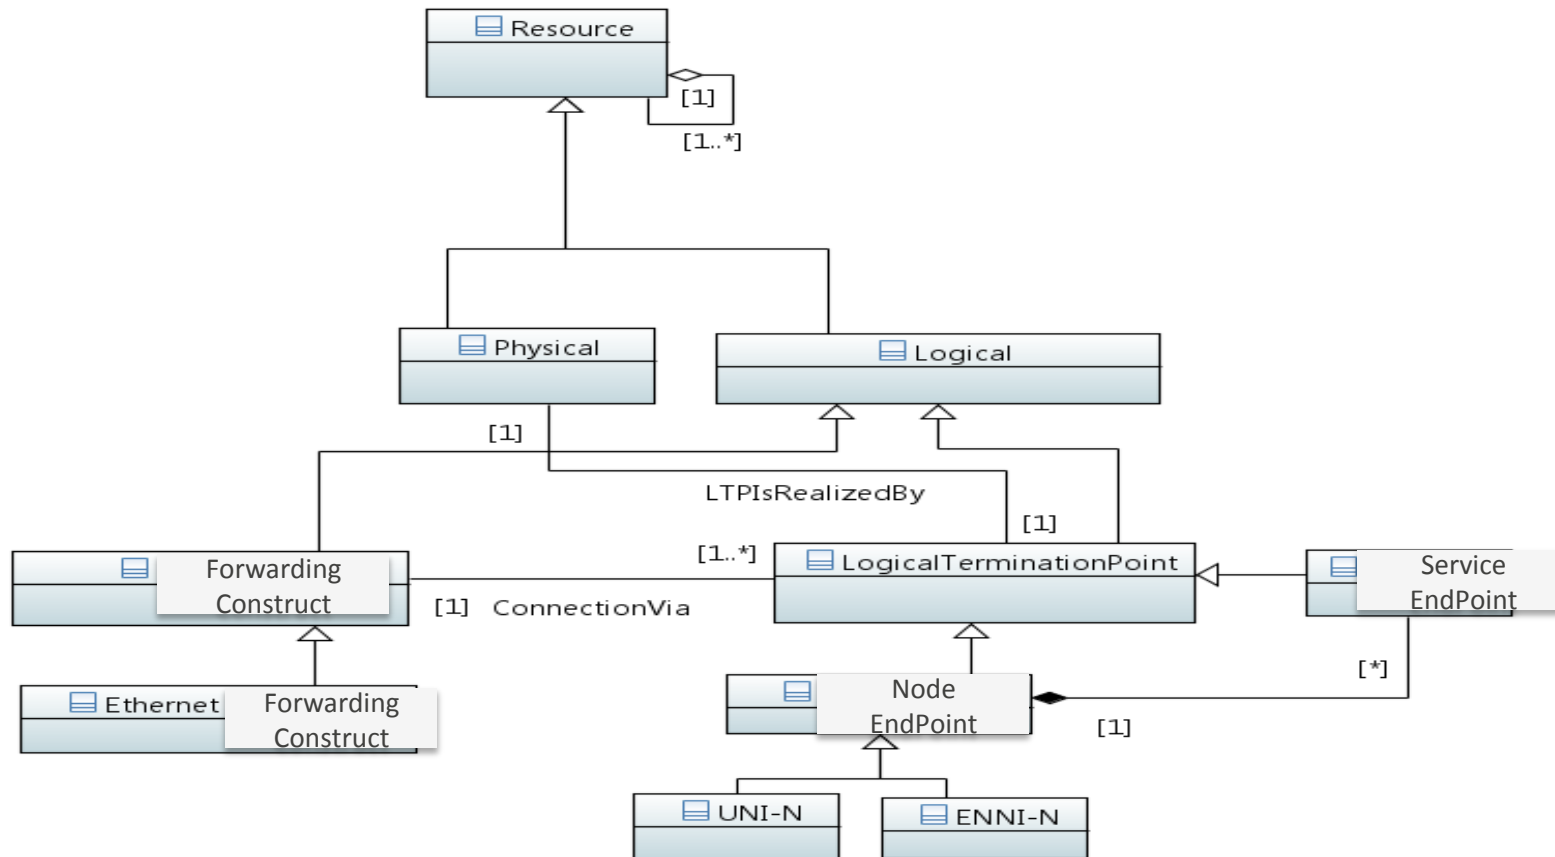 Resource
[1]
[1..*]
Physical
Logical
[1]
LTPIsRealizedBy
[1]
Forwarding
Construct
[1..*]
LogicalTerminationPoint
Service
EndPoint
[1] ConnectionVia
[*]
Ethernet
Forwarding
Construct
Node
EndPoint
[1]
UNI-N
ENNI-N